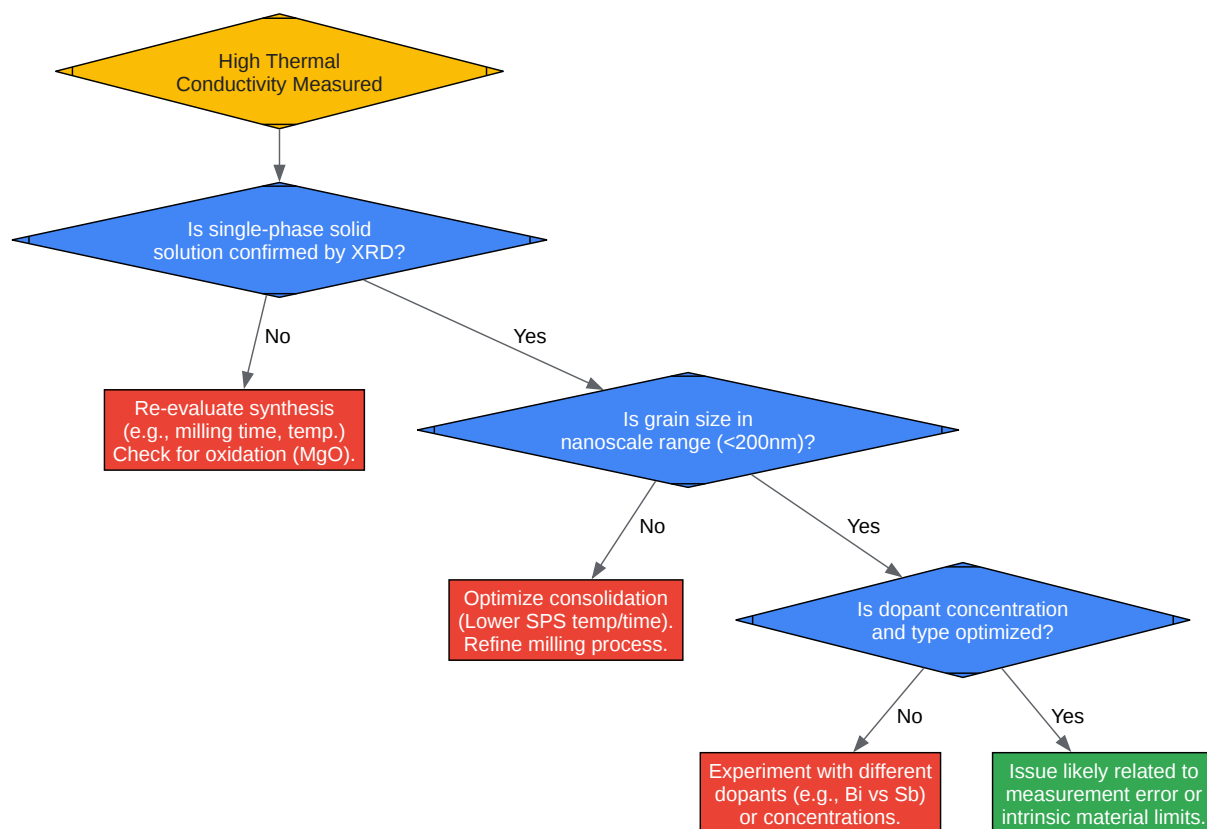 High Thermal
Conductivity Measured
Is single-phase solid
solution confirmed by XRD?
No
Yes
Re-evaluate synthesis
(e.g., milling time, temp.)
Check for oxidation (MgO).
Is grain size in
nanoscale range (<200nm)?
No
Yes
Optimize consolidation
(Lower SPS temp/time).
Refine milling process.
Is dopant concentration
and type optimized?
No
Yes
Experiment with different
dopants (e.g., Bi vs Sb)
or concentrations.
Issue likely related to
measurement error or
intrinsic material limits.